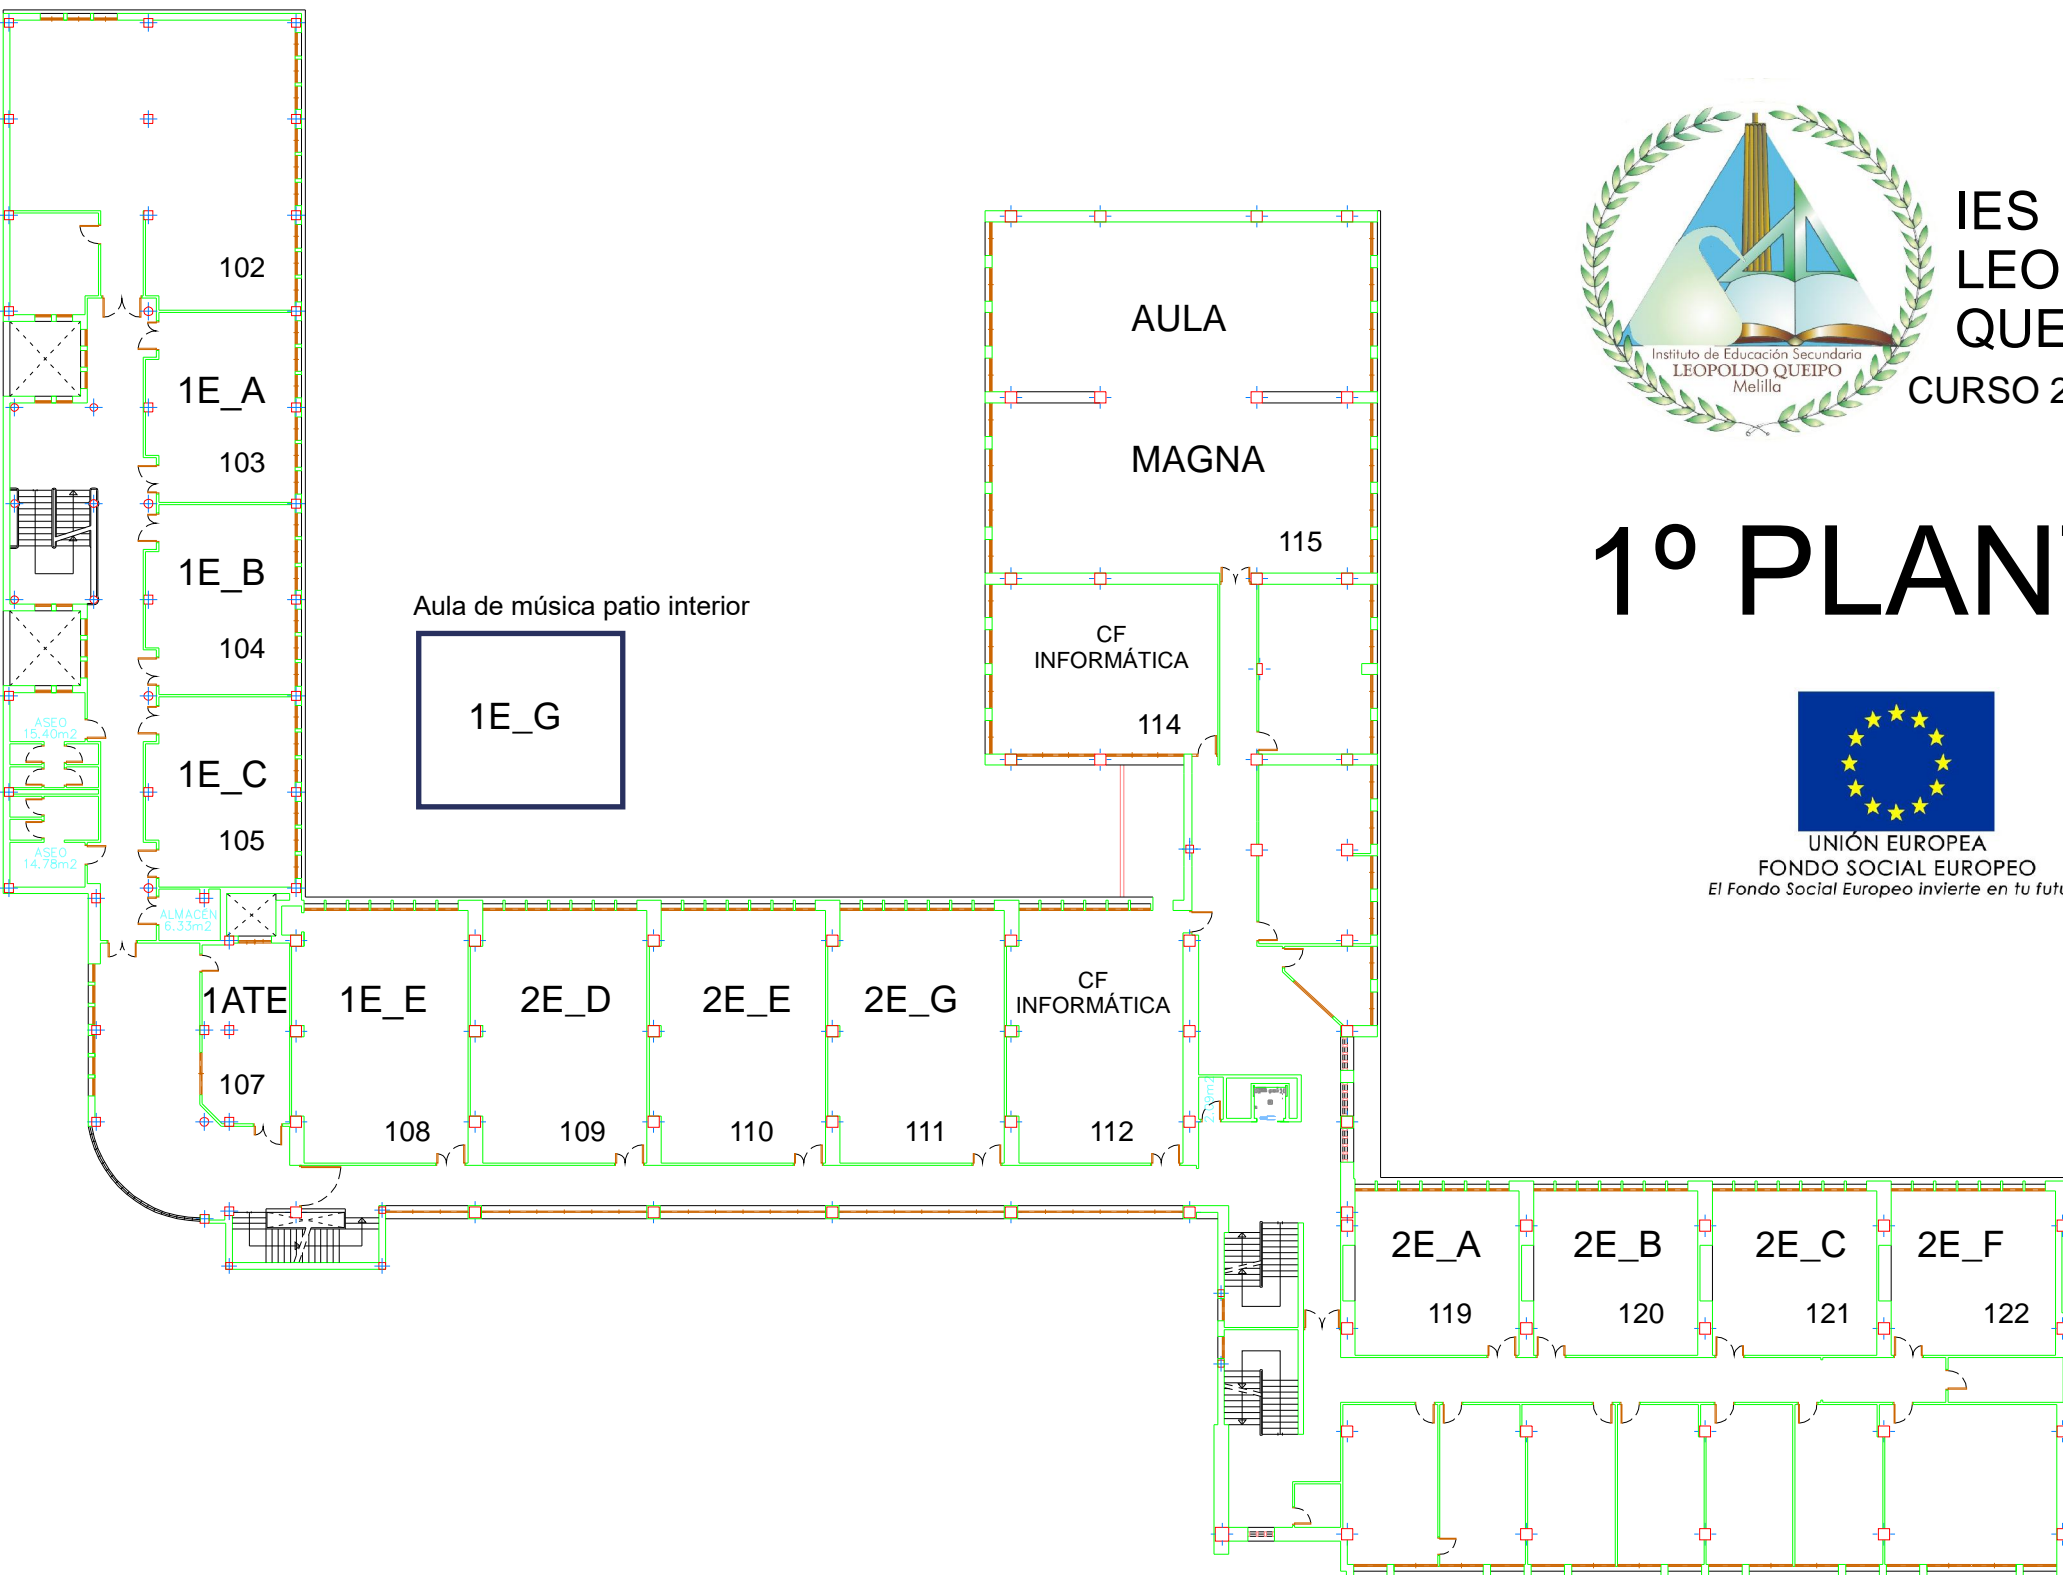 IES
LEO
QUE
CURSO 2
Instituto de Educación Secundaria
LEOPOLDO QUEIPO
Melilla
1º PLANT
UNIÓN EUROPEA
FONDO SOCIAL EUROPEO
El Fondo Social Europeo invierte en tu futu
102
1E_A
103
1E_B
104
1E_C
105
ASEO
15.40m2
ASEO
14.78m2
ALMACEN
6.33m2
Aula de música patio interior
1E_G
AULA
MAGNA
115
CF
INFORMÁTICA
114
1ATE
107
1E_E
108
2E_D
109
2E_E
110
2E_G
111
CF
INFORMÁTICA
112
2E_A
119
2E_B
120
2E_C
121
2E_F
122